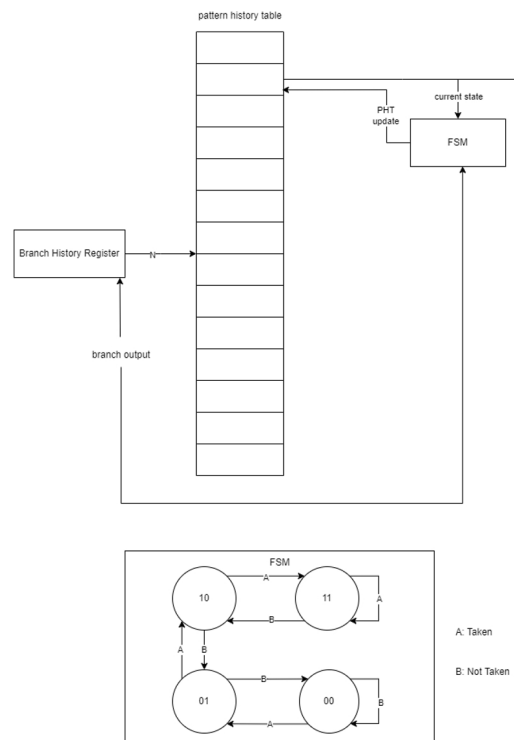 pattern history table
current state
PHT
update
FSM
Branch History Register
N
branch output
FSM
10
A
11
A
B
A
B
A: Taken
B: Not Taken
01
B
00
B
A